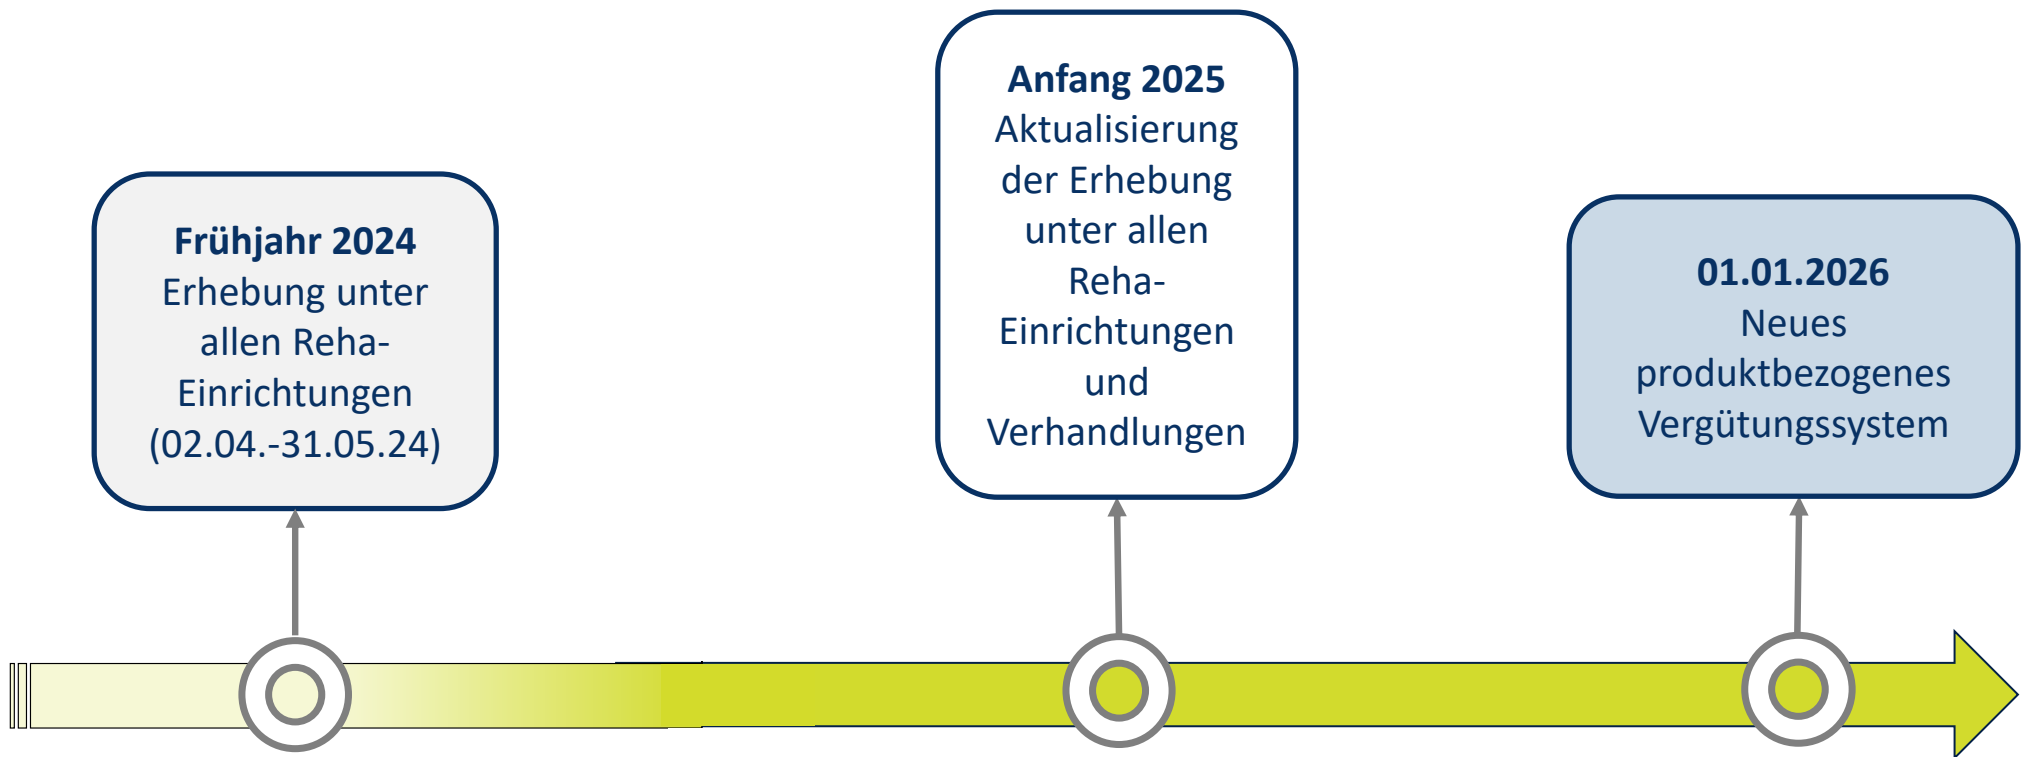 Frühjahr 2024
Erhebung unter
allen Reha-
Einrichtungen
(02.04.-31.05.24)
Anfang 2025
Aktualisierung
der Erhebung
unter allen
Reha-
Einrichtungen
und
Verhandlungen
01.01.2026
Neues
produktbezogenes
Vergütungssystem